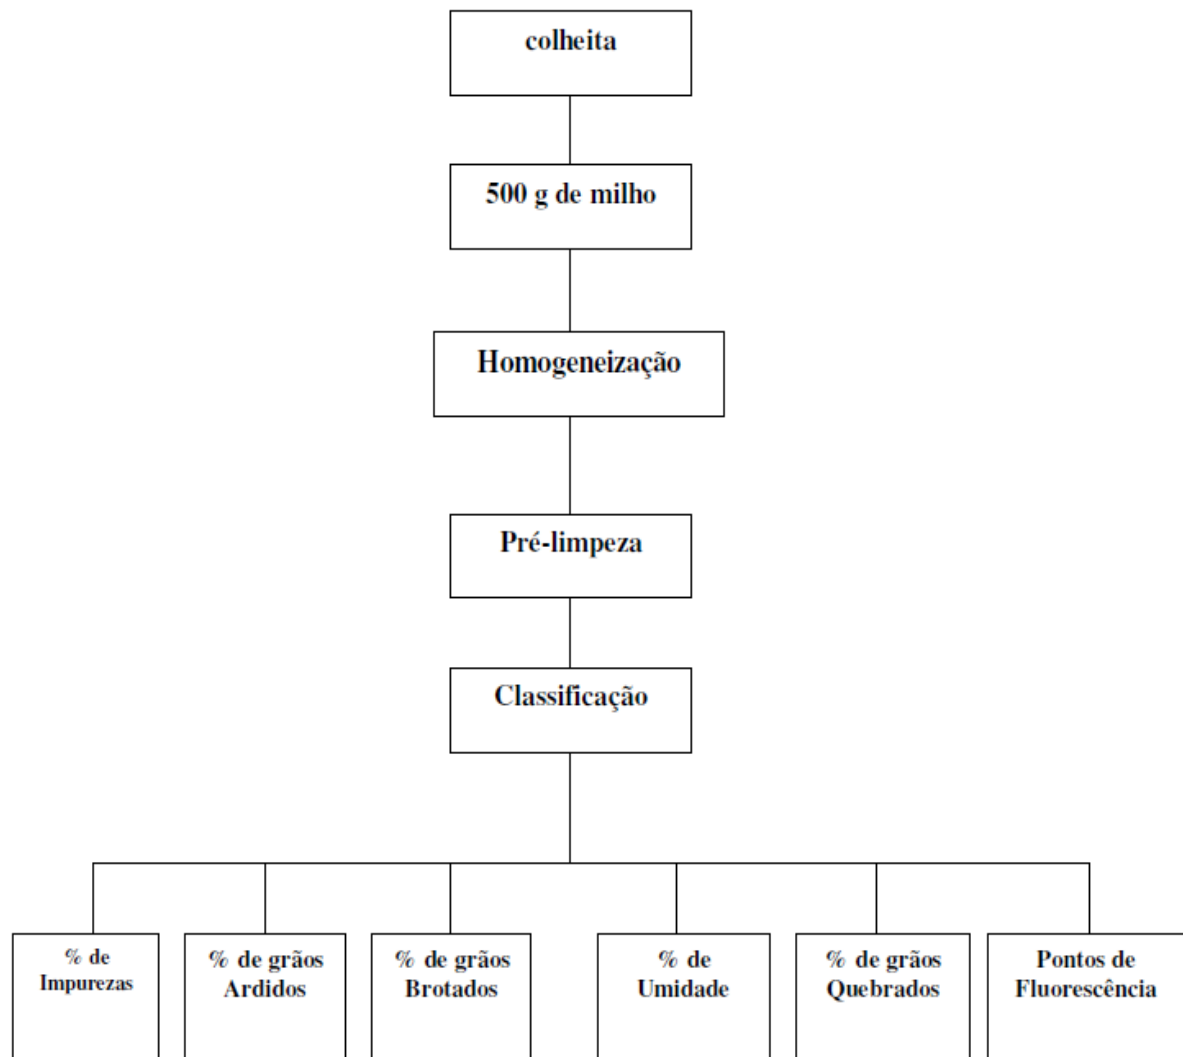 colheita
500 g de milho
Homogeneização
Pré-limpeza
Classificação
% de
Impurezas
% de grãos
Ardidos
% de grãos
Brotados
% de
Umidade
% de grãos
Quebrados
Pontos de
Fluorescência